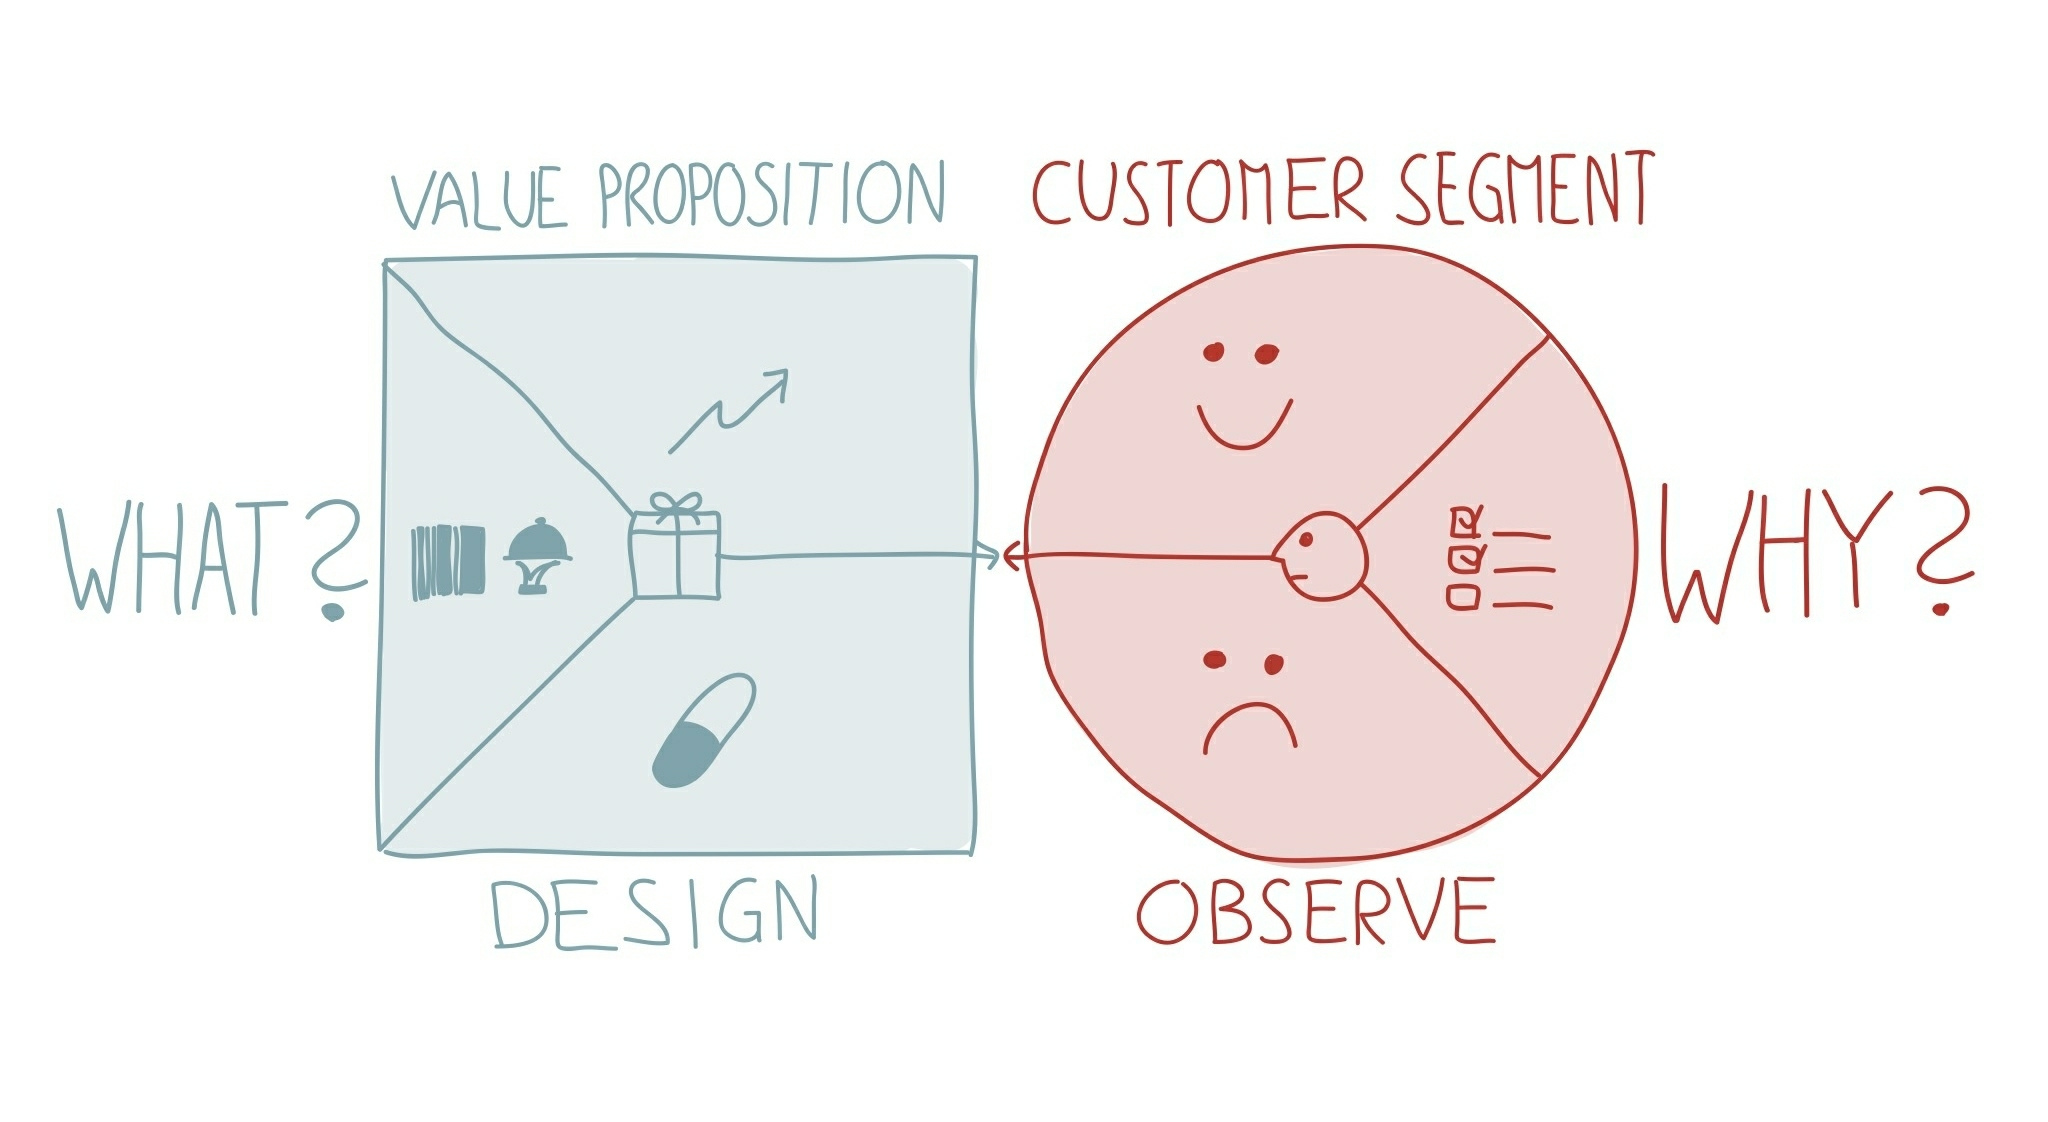 VALUE PROPOSITION
CUSTOMER SEGMENT
WHAT?
WHY?
DESIGN
OBSERVE